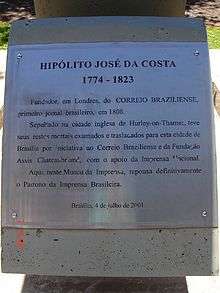 HIPÓLITO JOSÉ DA COSTA
1774 - 1823
Fundador, em Londres, do CORREIO BRAZILIENSE,
primeiro jornal brasileiro, em 1808.
Sepultado na cidade inglesa de Hurley-on-Thames, teve
seus restos mortais exumados e trasladados para esta cidade de
Brasília por iniciativa do Correio Braziliense e da Fundação
Assis Chateaubriand, com o apoio da Imprensa Nacional.
Aqui, neste Museu da Imprensa, repousa definitivamente
o Patrono da Imprensa Brasileira.
Brasília, 4 de julho de 2001